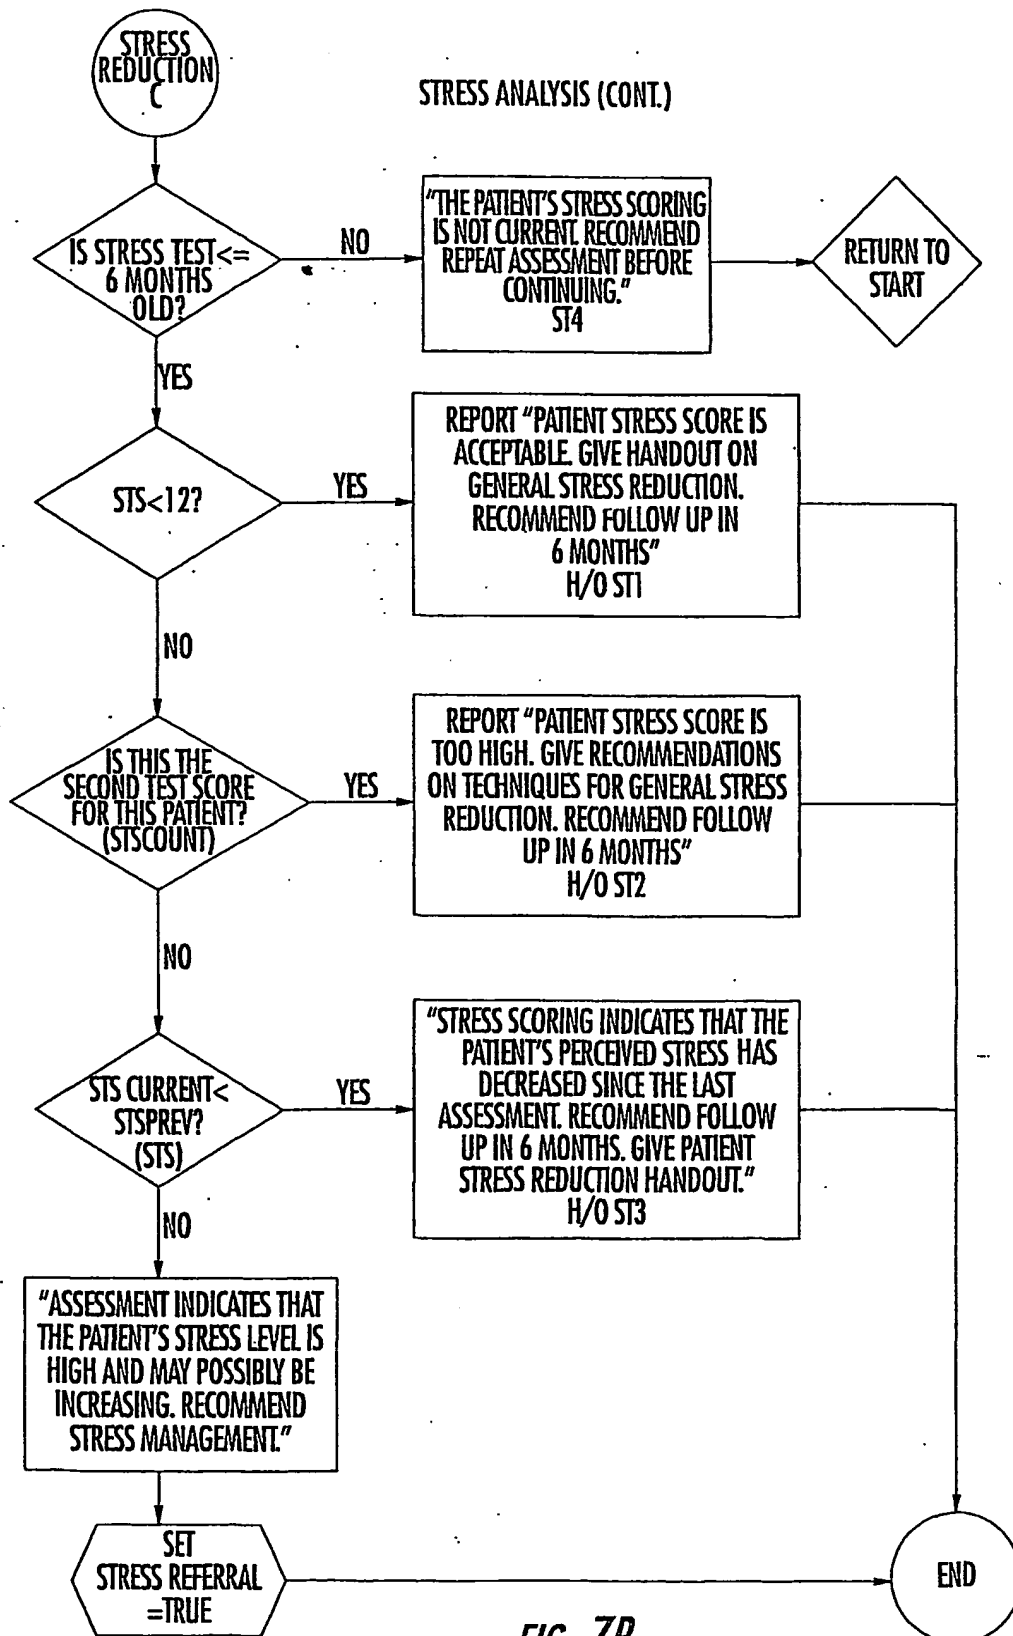 STRESS
REDUCTION
C
STRESS ANALYSIS (CONT.)
IS STRESS TEST<=
6 MONTHS
OLD?
NO
"THE PATIENT'S STRESS SCORING
IS NOT CURRENT. RECOMMEND
REPEAT ASSESSMENT BEFORE
CONTINUING."
ST4
RETURN TO
START
YES
STS<12?
YES
REPORT "PATIENT STRESS SCORE IS
ACCEPTABLE. GIVE HANDOUT ON
GENERAL STRESS REDUCTION.
RECOMMEND FOLLOW UP IN
6 MONTHS"
H/O ST1
NO
IS THIS THE
SECOND TEST SCORE
FOR THIS PATIENT?
(STSCOUNT)
YES
REPORT "PATIENT STRESS SCORE IS
TOO HIGH. GIVE RECOMMENDATIONS
ON TECHNIQUES FOR GENERAL STRESS
REDUCTION. RECOMMEND FOLLOW
UP IN 6 MONTHS"
H/O ST2
NO
STS CURRENT<
STSPREV?
(STS)
YES
"STRESS SCORING INDICATES THAT THE
PATIENT'S PERCEIVED STRESS HAS
DECREASED SINCE THE LAST
ASSESSMENT. RECOMMEND FOLLOW
UP IN 6 MONTHS. GIVE PATIENT
STRESS REDUCTION HANDOUT."
H/O ST3
NO
"ASSESSMENT INDICATES THAT
THE PATIENT'S STRESS LEVEL IS
HIGH AND MAY POSSIBLY BE
INCREASING. RECOMMEND
STRESS MANAGEMENT."
SET
STRESS REFERRAL
=TRUE
END